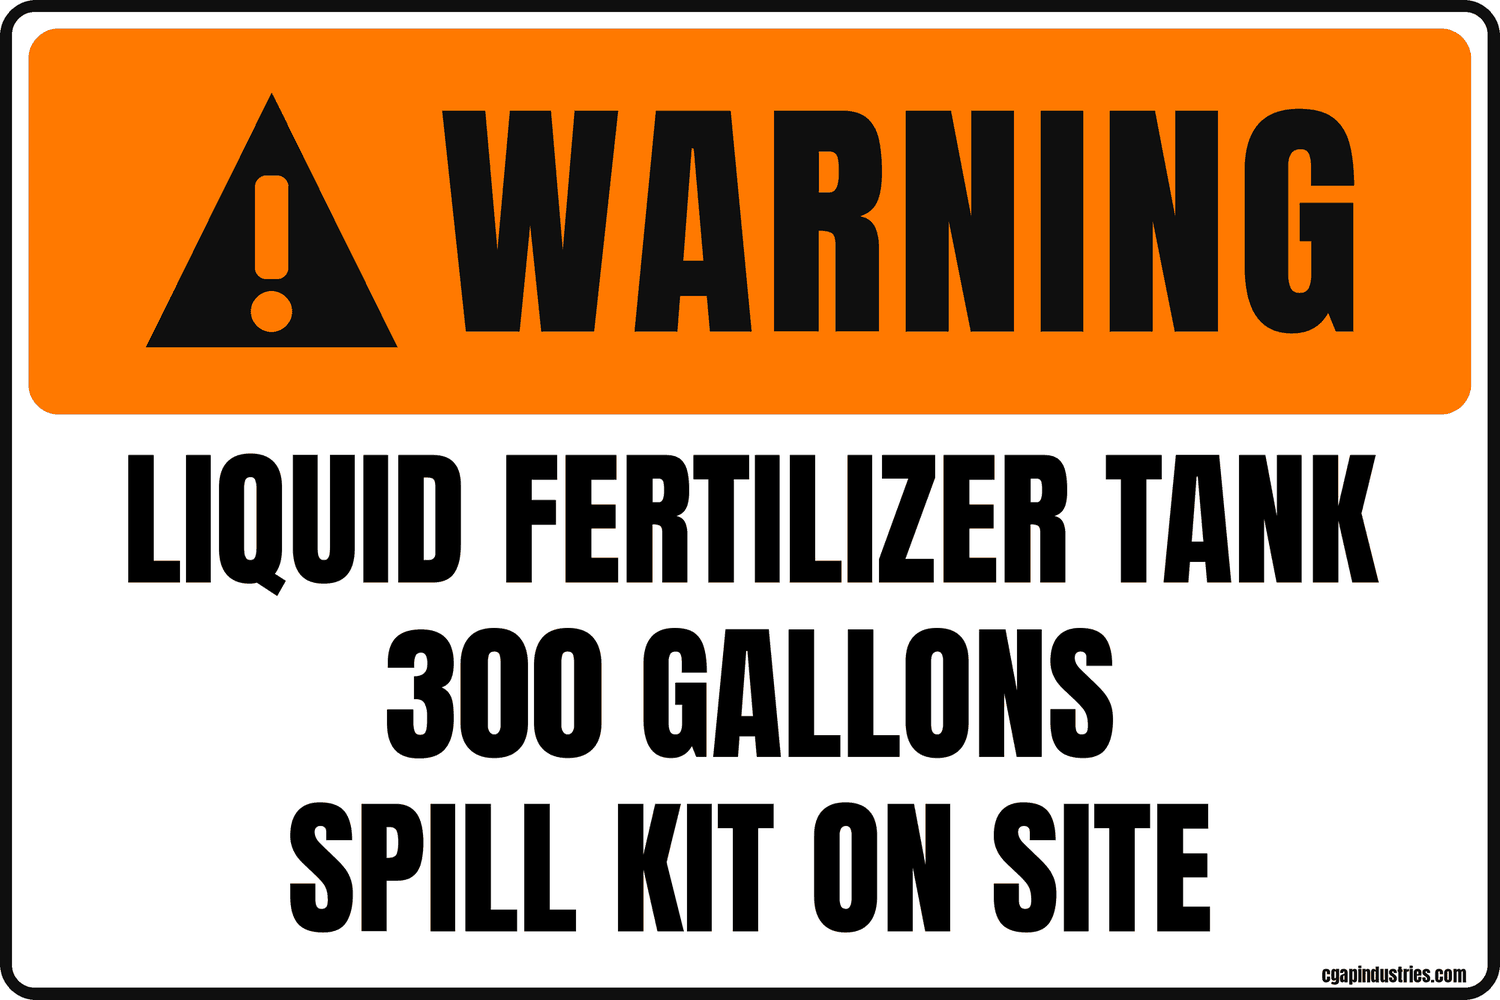 WARNING
LIQUID FERTILIZER TANK
300 GALLONS
SPILL KIT ON SITE
cgapindustries.com